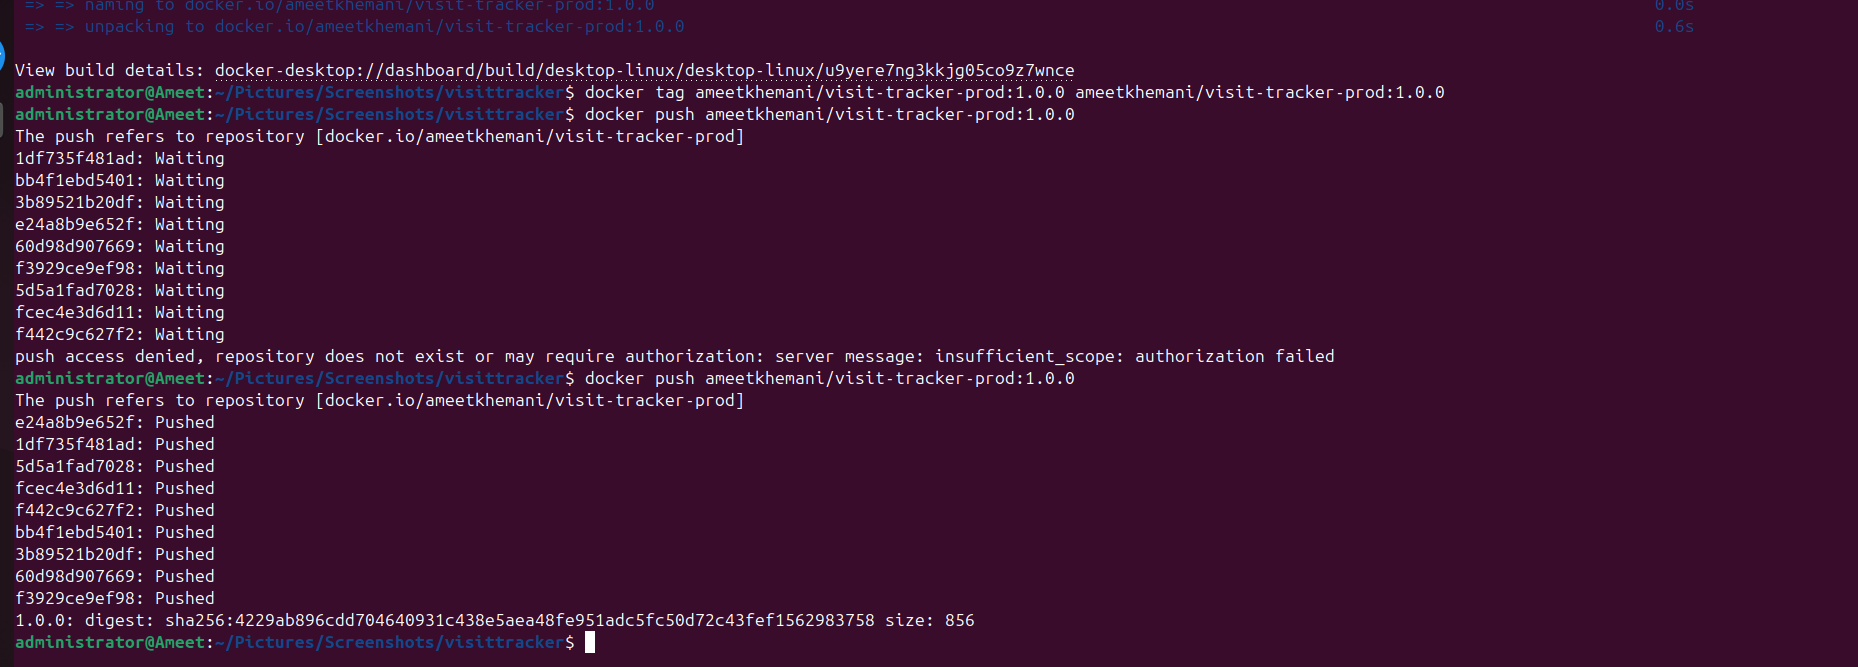 => => naming to docker.io/ameetkhemani/visit-tracker-prod:1.0.0 0.0s
=> => unpacking to docker.io/ameetkhemani/visit-tracker-prod:1.0.0 0.6s
View build details: docker-desktop://dashboard/build/desktop-linux/desktop-linux/u9yere7ng3kkjg05co9z7wnce
administrator@Ameet:~/Pictures/Screenshots/visittracker$ docker tag ameetkhemani/visit-tracker-prod:1.0.0 ameetkhemani/visit-tracker-prod:1.0.0
administrator@Ameet:~/Pictures/Screenshots/visittracker$ docker push ameetkhemani/visit-tracker-prod:1.0.0
The push refers to repository [docker.io/ameetkhemani/visit-tracker-prod]
1df735f481ad: Waiting
bb4f1ebd5401: Waiting
3b89521b20df: Waiting
e24a8b9e652f: Waiting
60d98d907669: Waiting
f3929ce9ef98: Waiting
5d5a1fad7028: Waiting
fcec4e3d6d11: Waiting
f442c9c627f2: Waiting
push access denied, repository does not exist or may require authorization: server message: insufficient_scope: authorization failed
administrator@Ameet:~/Pictures/Screenshots/visittracker$ docker push ameetkhemani/visit-tracker-prod:1.0.0
The push refers to repository [docker.io/ameetkhemani/visit-tracker-prod]
e24a8b9e652f: Pushed
1df735f481ad: Pushed
5d5a1fad7028: Pushed
fcec4e3d6d11: Pushed
f442c9c627f2: Pushed
bb4f1ebd5401: Pushed
3b89521b20df: Pushed
60d98d907669: Pushed
f3929ce9ef98: Pushed
1.0.0: digest: sha256:4229ab896cdd704640931c438e5aea48fe951adc5fc50d72c43fef1562983758 size: 856
administrator@Ameet:~/Pictures/Screenshots/visittracker$